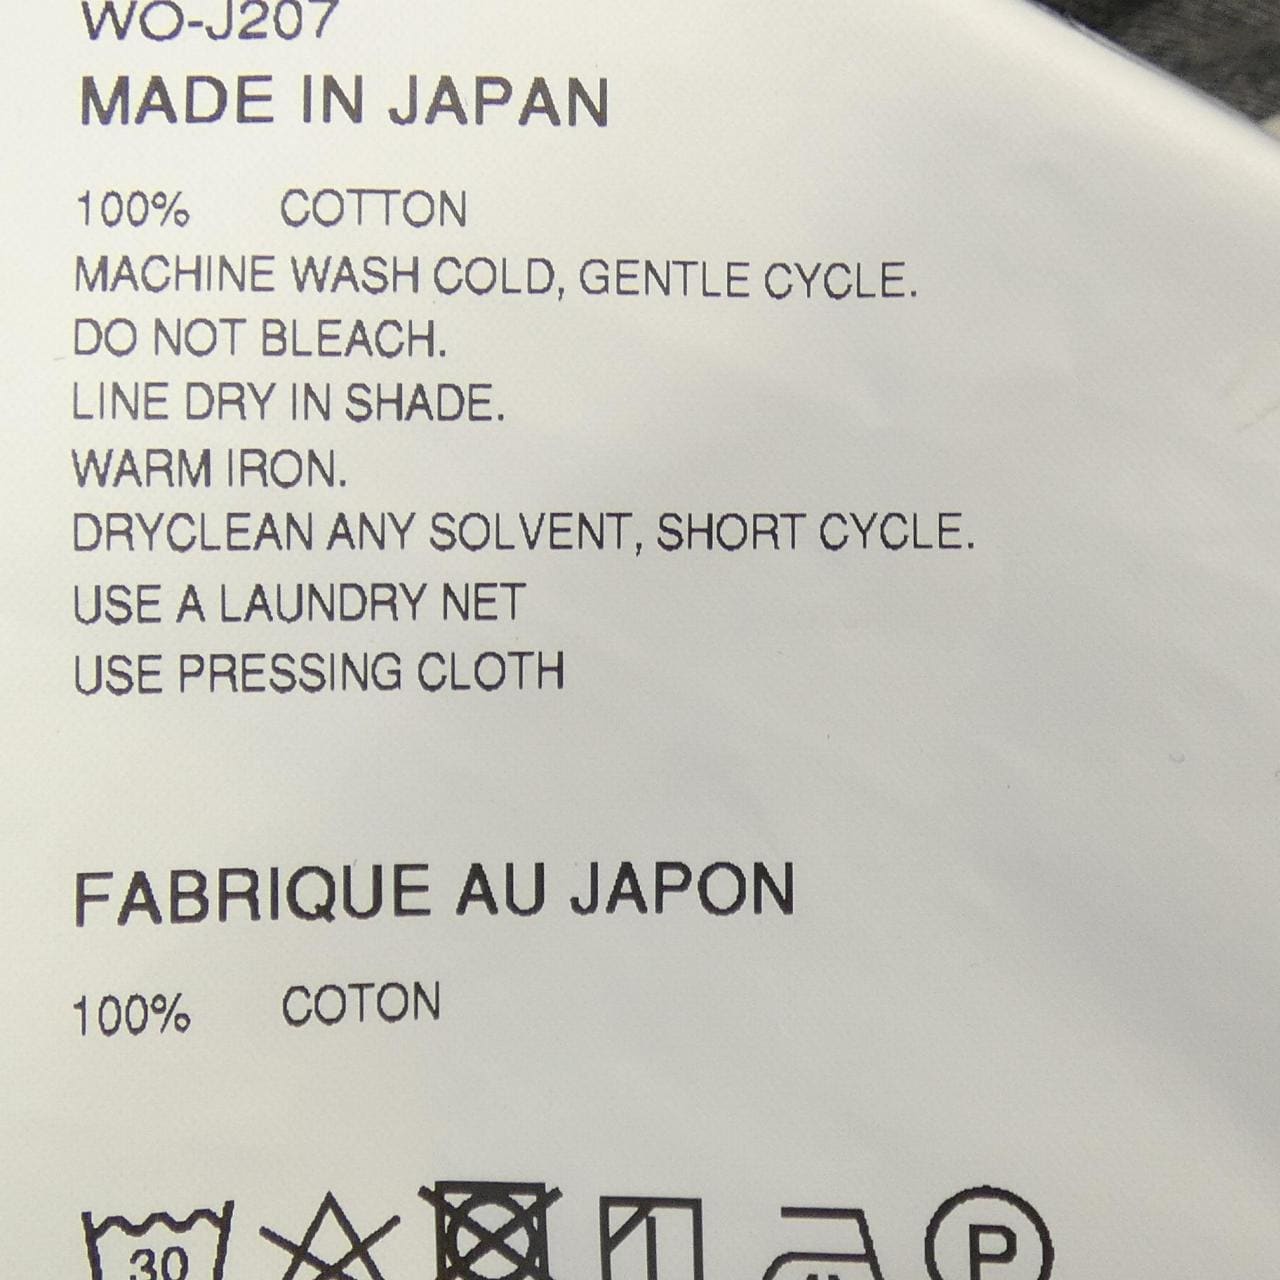 WO-J207
MADE IN JAPAN
100% COTTON
MACHINE WASH COLD, GENTLE CYCLE.
DO NOT BLEACH.
LINE DRY IN SHADE.
WARM IRON.
DRYCLEAN ANY SOLVENT, SHORT CYCLE.
USE A LAUNDRY NET
USE PRESSING CLOTH
FABRIQUE AU JAPON
100% COTON
30 P